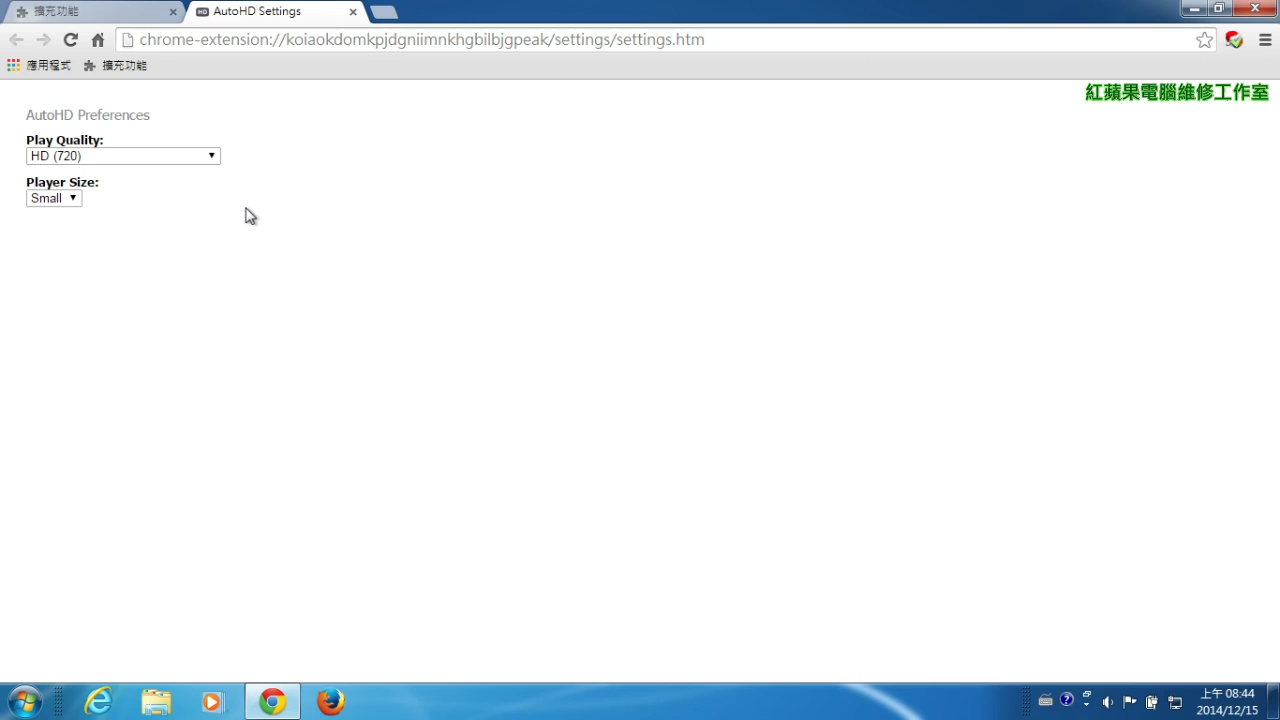 擴充功能
AutoHD Settings
chrome-extension://koiaokdomkpjdgniimnkhgbilbjgpeak/settings/settings.htm
應用程式 擴充功能
紅蘋果電腦維修工作室
AutoHD Preferences
Play Quality:
HD (720)
Player Size:
Small
上午 08:44
2014/12/15